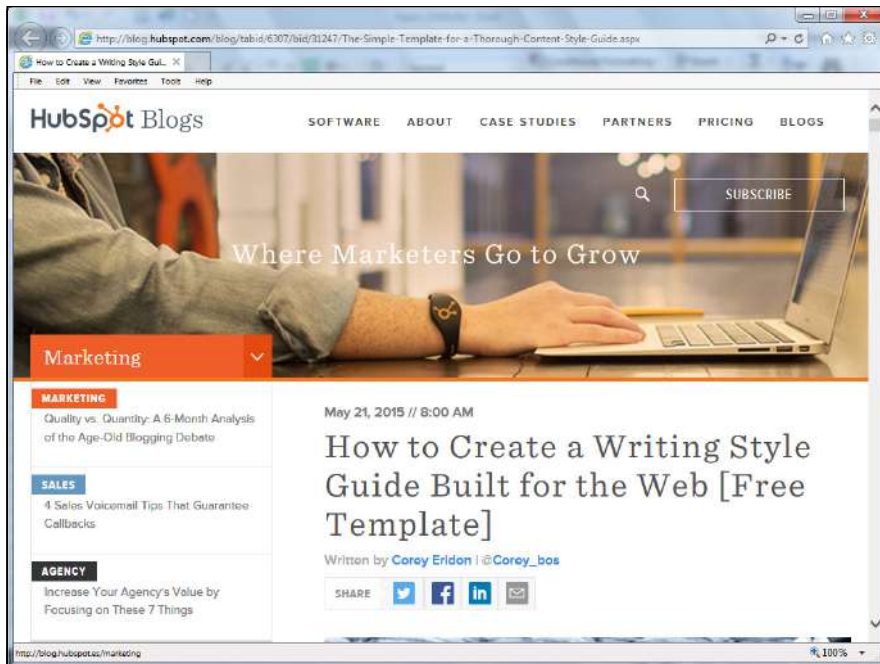 http://blog.hubspot.com/blog/tabid/6307/bid/31247/The-Simple-Template-for-a-Thorough-Content-Style-Guide.aspx
How to Create a Writing Style Gui...
File Edit View Favorites Tools Help
HubSpot Blogs
SOFTWARE ABOUT CASE STUDIES PARTNERS PRICING BLOGS
SUBSCRIBE
Where Marketers Go to Grow
Marketing
MARKETING
Quality vs. Quantity: A 6-Month Analysis
of the Age-Old Blogging Debate
SALES
4 Sales Voicemail Tips That Guarantee
Callbacks
AGENCY
Increase Your Agency's Value by
Focusing on These 7 Things
May 21, 2015 // 8:00 AM
How to Create a Writing Style
Guide Built for the Web [Free
Template]
Written by Corey Eridon | @Corey_bos
SHARE
http://blog.hubspot.es/marketing
100%